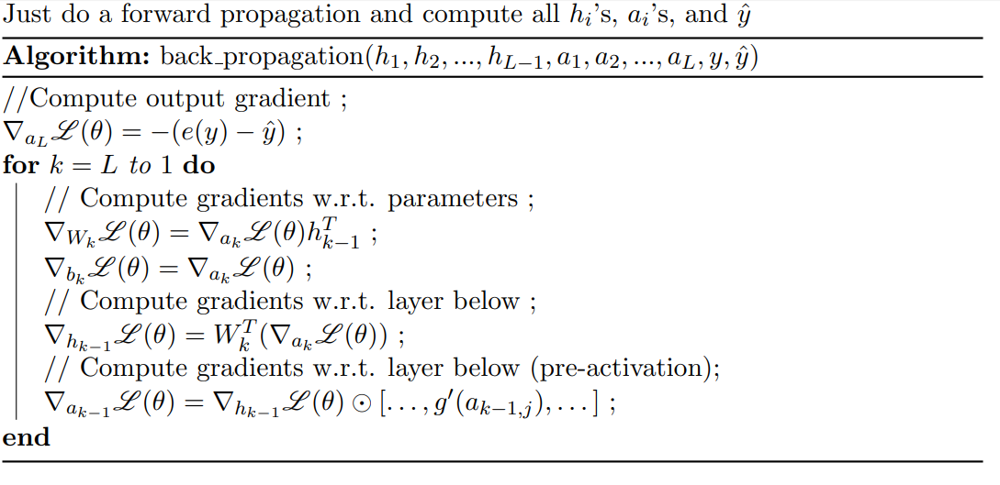 Just do a forward propagation and compute all $h_i$'s, $a_i$'s, and $\hat{y}$
Algorithm: back_propagation($h_1, h_2, ..., h_{L-1}, a_1, a_2, ..., a_L, y, \hat{y}$)
//Compute output gradient ;
$\nabla_{a_L} \mathscr{L}(\theta) = -(e(y) - \hat{y})$ ;
for $k = L$ to $1$ do
// Compute gradients w.r.t. parameters ;
$\nabla_{W_k} \mathscr{L}(\theta) = \nabla_{a_k} \mathscr{L}(\theta) h_{k-1}^T$ ;
$\nabla_{b_k} \mathscr{L}(\theta) = \nabla_{a_k} \mathscr{L}(\theta)$ ;
// Compute gradients w.r.t. layer below ;
$\nabla_{h_{k-1}} \mathscr{L}(\theta) = W_k^T (\nabla_{a_k} \mathscr{L}(\theta))$ ;
// Compute gradients w.r.t. layer below (pre-activation);
$\nabla_{a_{k-1}} \mathscr{L}(\theta) = \nabla_{h_{k-1}} \mathscr{L}(\theta) \odot [\ldots, g'(a_{k-1,j}), \ldots]$ ;
end